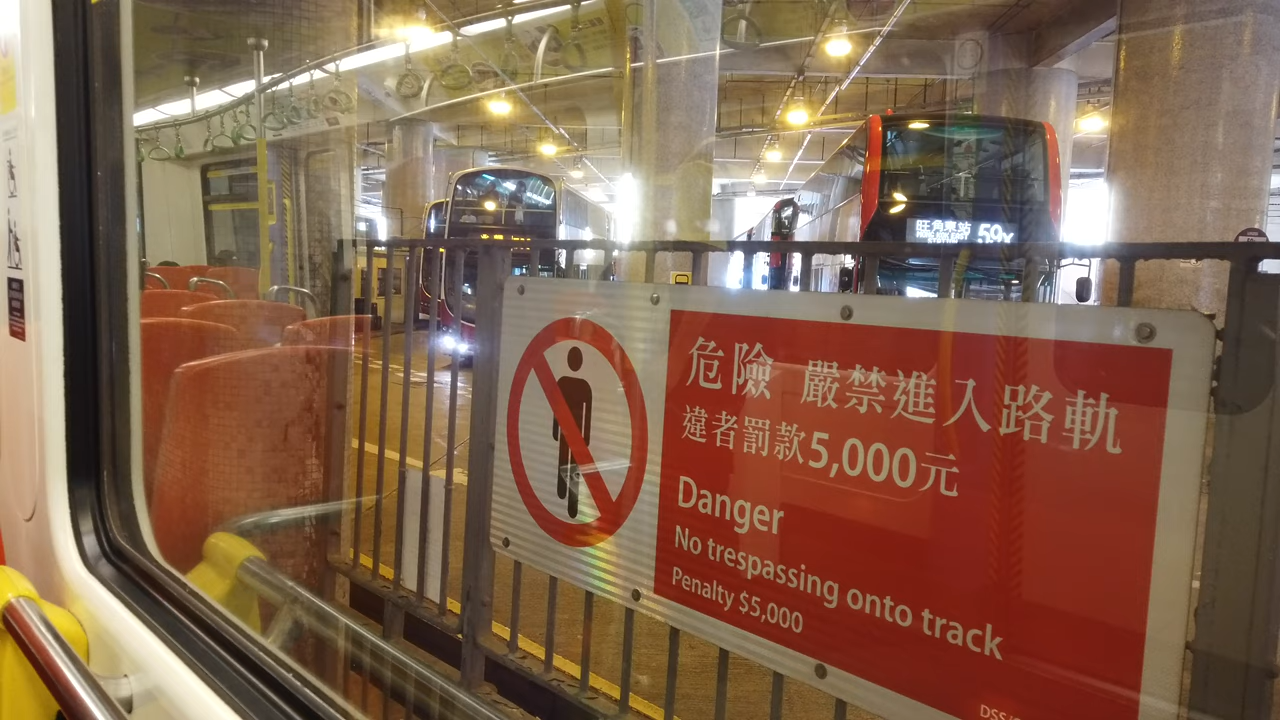 旺角東站 59X
危險 嚴禁進入路軌
違者罰款5,000元
Danger
No trespassing onto track
Penalty $5,000